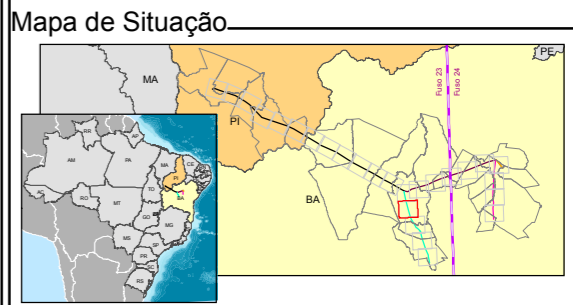 Mapa de Situação
PE
MA
Fuso 23
Fuso 24
PI
BA
RR
AP
AM
PA
MA
CE
PI
AC
TO
BA
RO
MT
GO
MG
MS
SP
PR
SC
RS